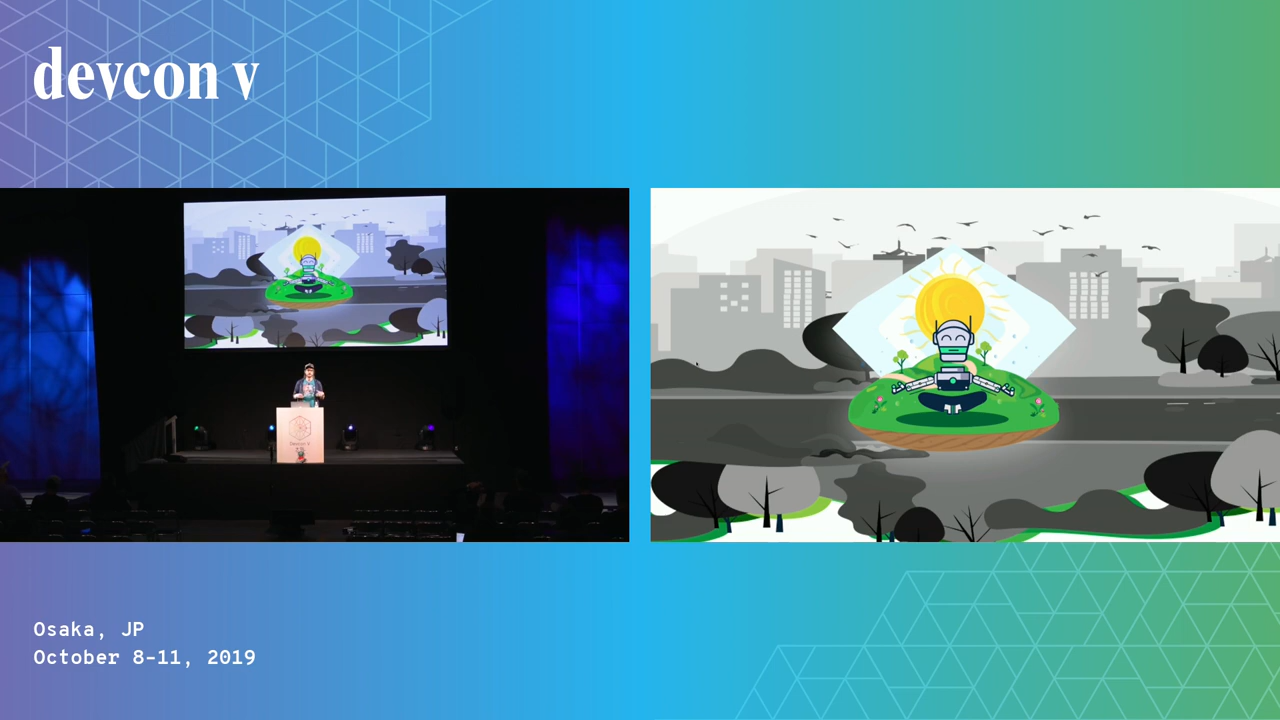 devcon v
Osaka, JP
October 8-11, 2019